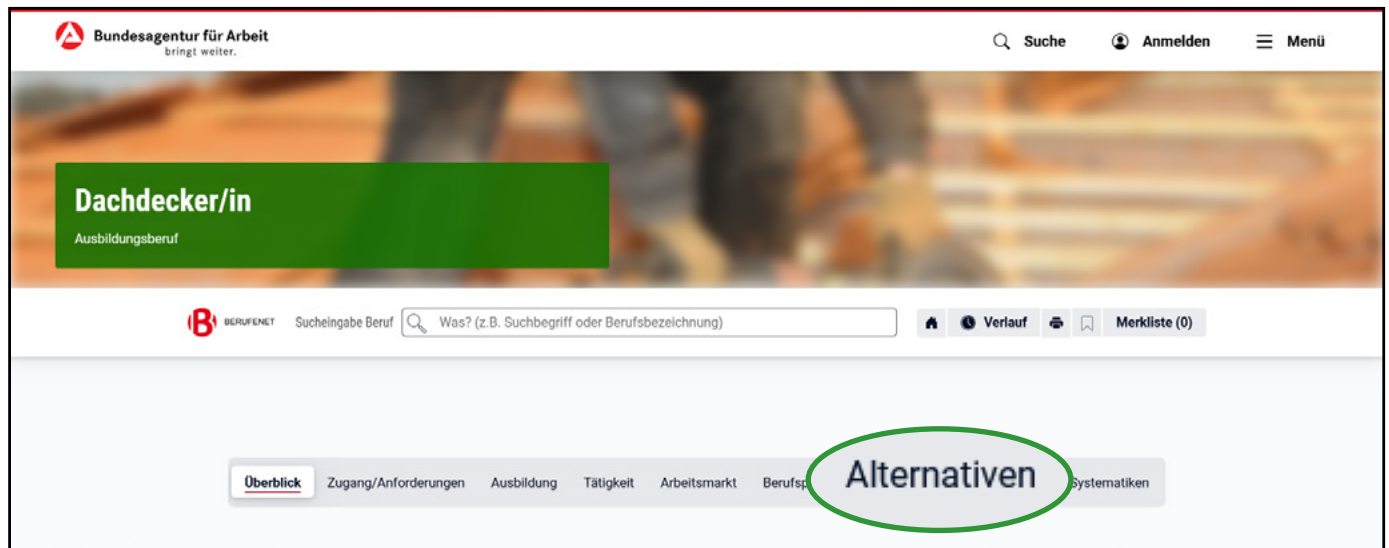 Bundesagentur für Arbeit
bringt weiter.
Suche Anmelden Menü
Dachdecker/in
Ausbildungsberuf
BERUFENET Sucheingabe Beruf Was? (z.B. Suchbegriff oder Berufsbezeichnung) Verlauf Merkliste (0)
Überblick Zugang/Anforderungen Ausbildung Tätigkeit Arbeitsmarkt Berufsp Alternativen Systematiken